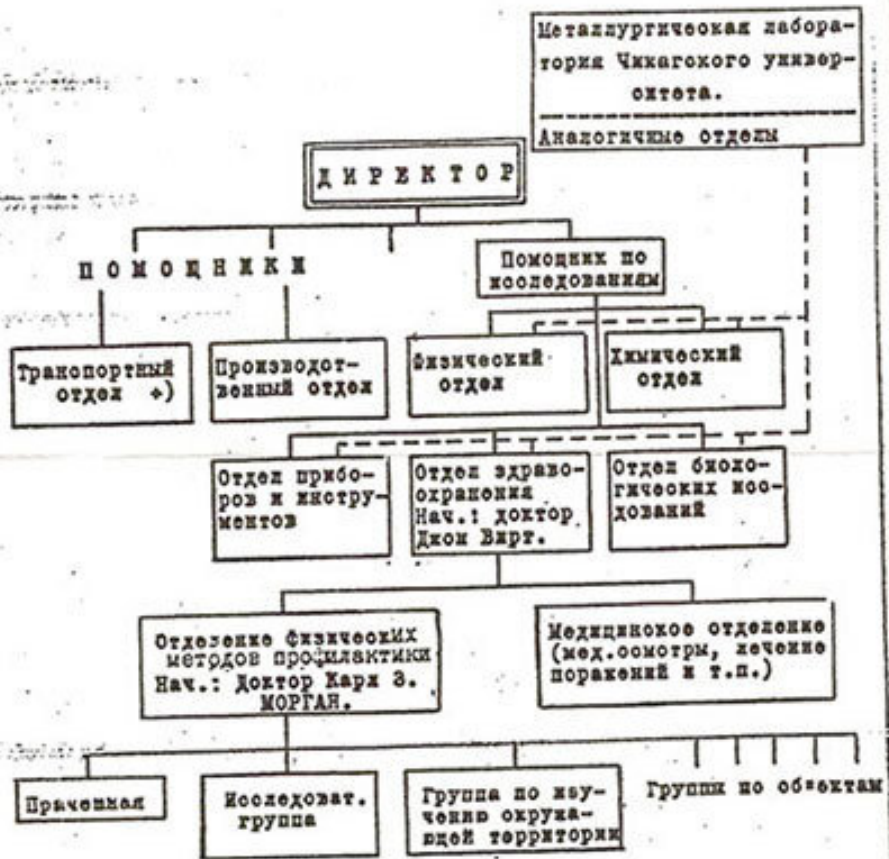 Металлургическая лабора-
тория Чикагского универ-
ситета.
Аналогичные отделы
ДИРЕКТОР
ПОМОЩНИКИ
Помощник по
исследованиям
Транспортный
отдел +)
Производст-
венный отдел
Физический
отдел
Химический
отдел
Отдел прибо-
ров и инстру-
ментов
Отдел здраво-
охранения
Нач.: доктор
Джон Вирт.
Отдел биоло-
гических исс-
дований
Отделение физических
методов профилактики
Нач.: Доктор Карл З.
МОРГАН.
Медицинское отделение
(мед.осмотры, лечение
поражений и т.п.)
Прачешная
Исследоват.
группа
Группа по изу-
чению окружа-
ющей территории
Группы по объектам